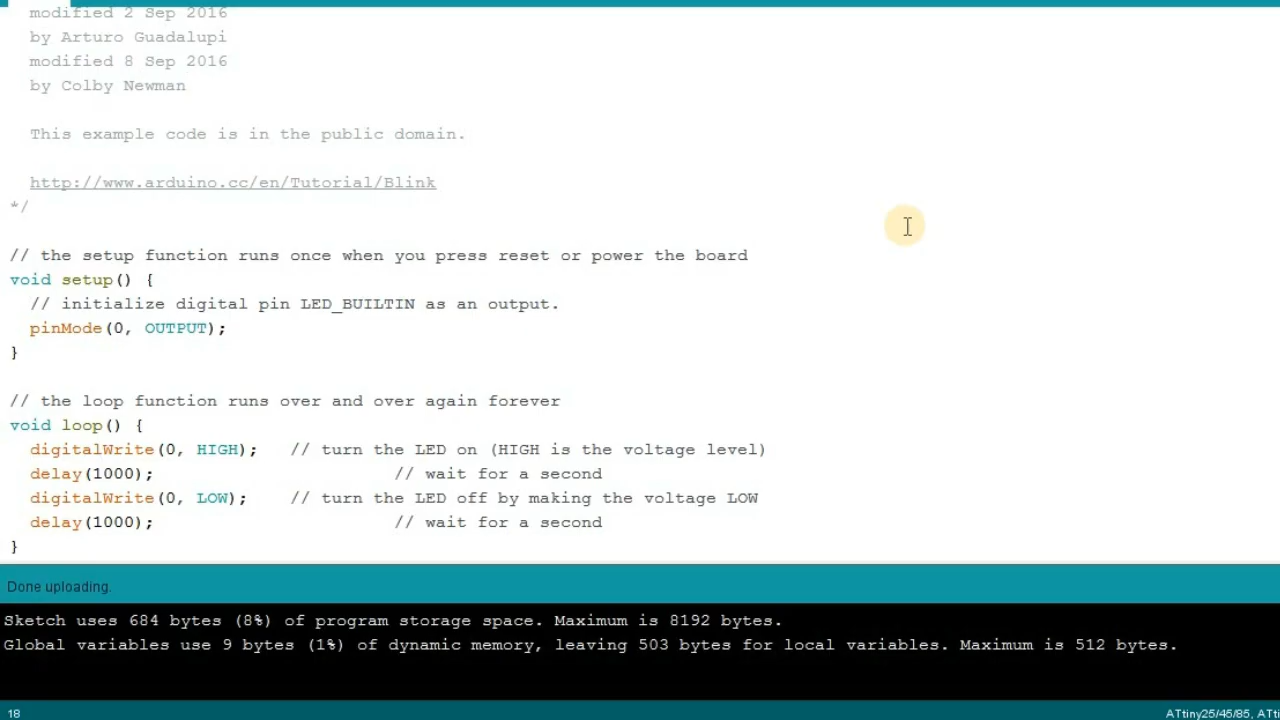 modified 2 Sep 2016
by Arturo Guadalupi
modified 8 Sep 2016
by Colby Newman
This example code is in the public domain.
http://www.arduino.cc/en/Tutorial/Blink
*/
// the setup function runs once when you press reset or power the board
void setup() {
// initialize digital pin LED_BUILTIN as an output.
pinMode(0, OUTPUT);
}
// the loop function runs over and over again forever
void loop() {
digitalWrite(0, HIGH);   // turn the LED on (HIGH is the voltage level)
delay(1000);                       // wait for a second
digitalWrite(0, LOW);    // turn the LED off by making the voltage LOW
delay(1000);                       // wait for a second
}
Done uploading.
Sketch uses 684 bytes (8%) of program storage space. Maximum is 8192 bytes.
Global variables use 9 bytes (1%) of dynamic memory, leaving 503 bytes for local variables. Maximum is 512 bytes.
18
ATtiny25/45/85, ATti